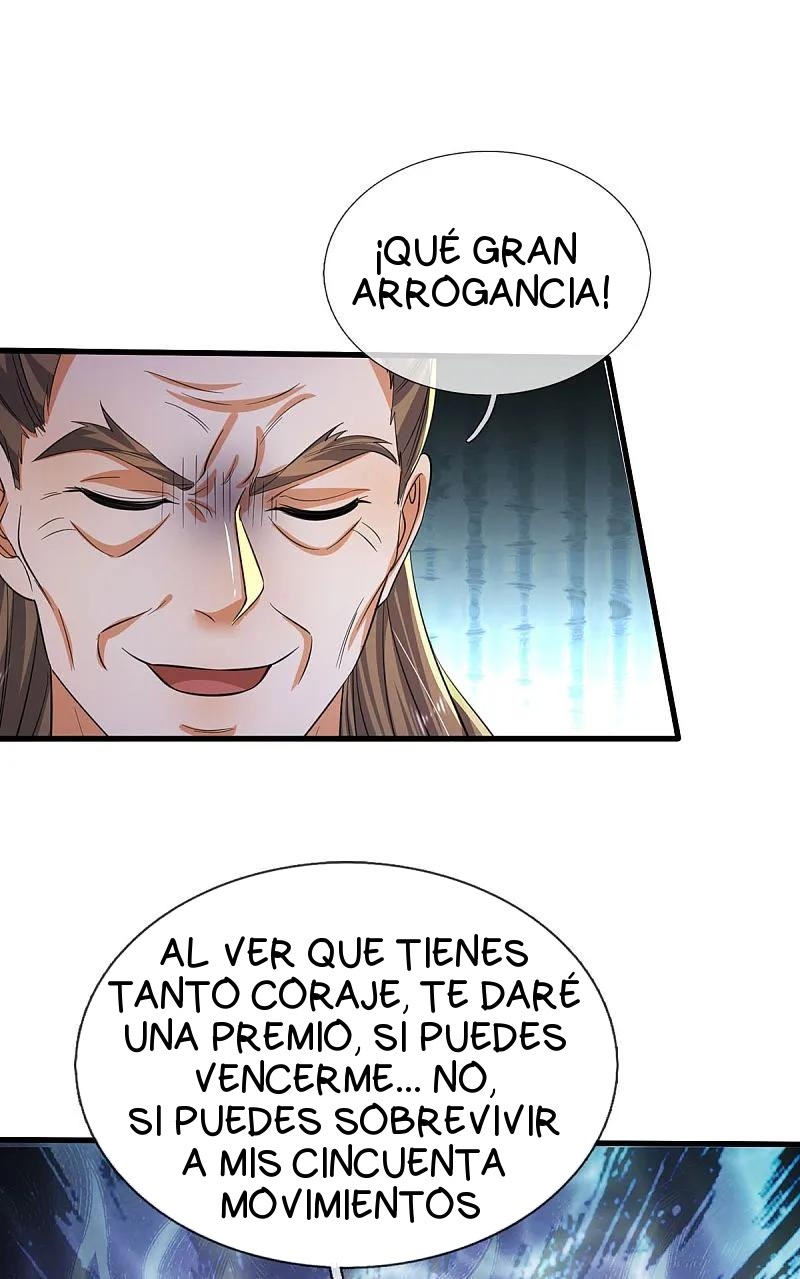 ¡QUÉ GRAN
ARROGANCIA!
AL VER QUE TIENES
TANTO CORAJE, TE DARÉ
UNA PREMIO, SI PUEDES
VENCERME... NO,
SI PUEDES SOBREVIVIR
A MIS CINCUENTA
MOVIMIENTOS